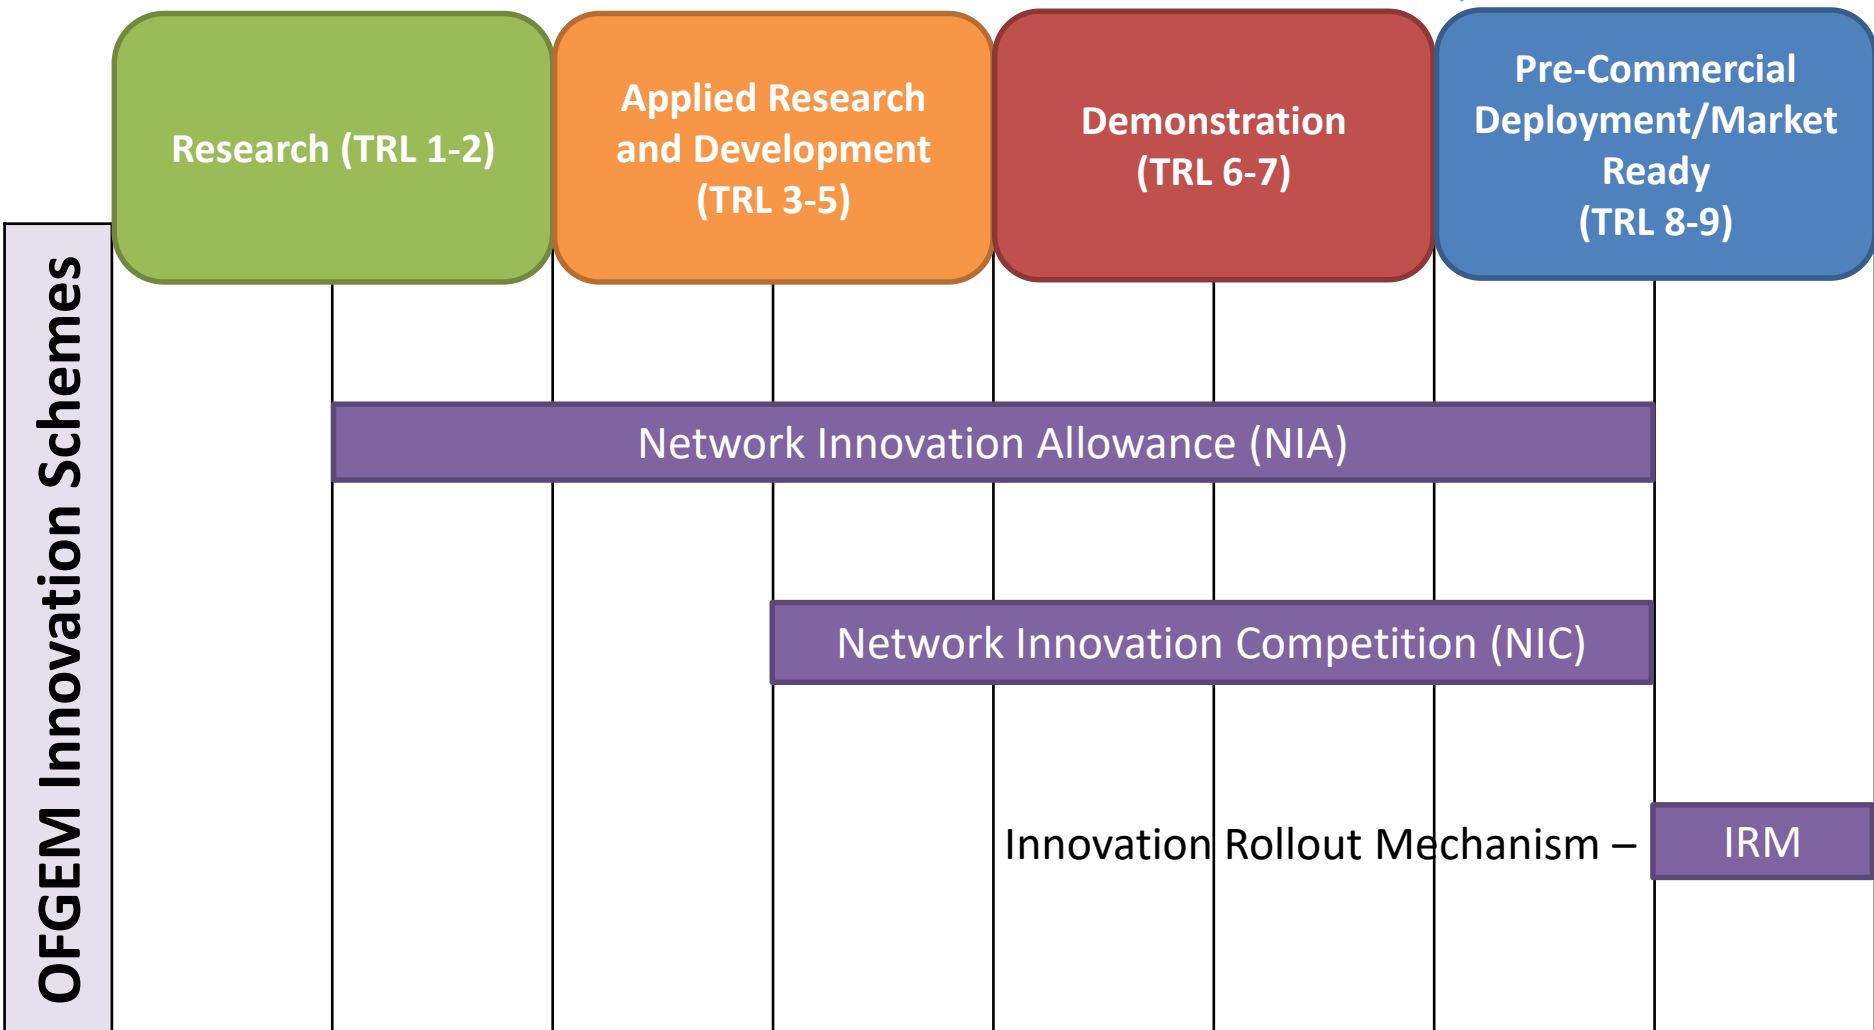 Research (TRL 1-2)
Applied Research
and Development
(TRL 3-5)
Demonstration
(TRL 6-7)
Pre-Commercial
Deployment/Market
Ready
(TRL 8-9)
OFGEM Innovation Schemes
Network Innovation Allowance (NIA)
Network Innovation Competition (NIC)
Innovation Rollout Mechanism –
IRM